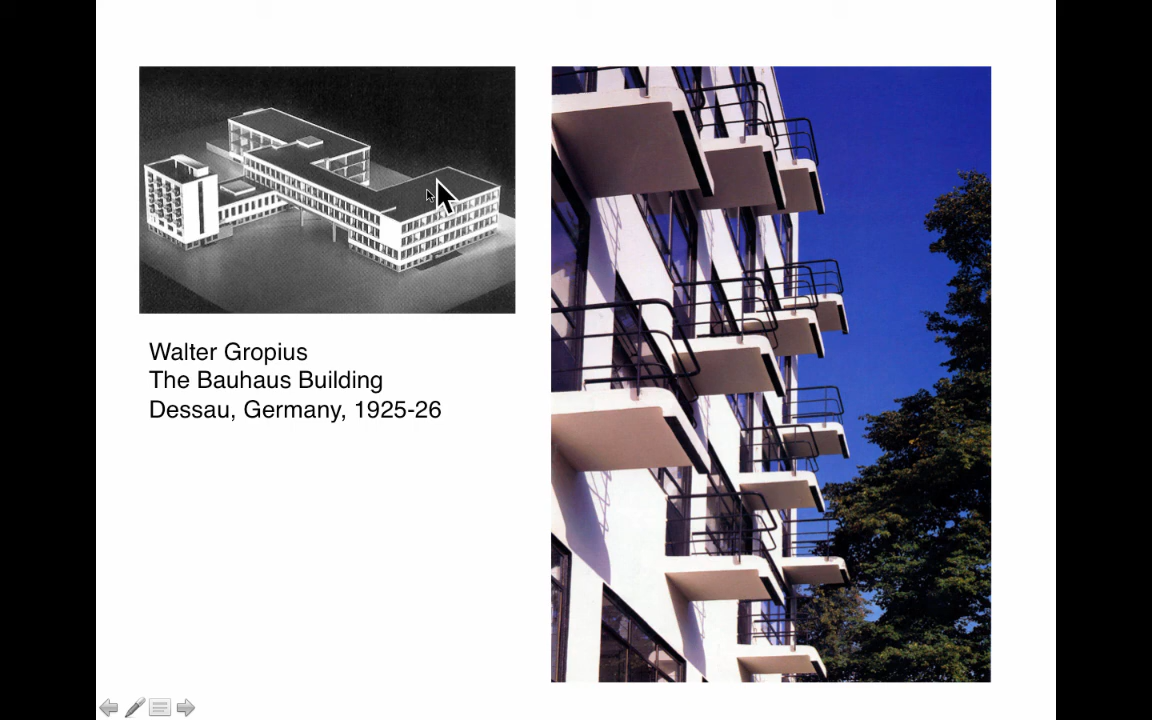 Walter Gropius
The Bauhaus Building
Dessau, Germany, 1925-26